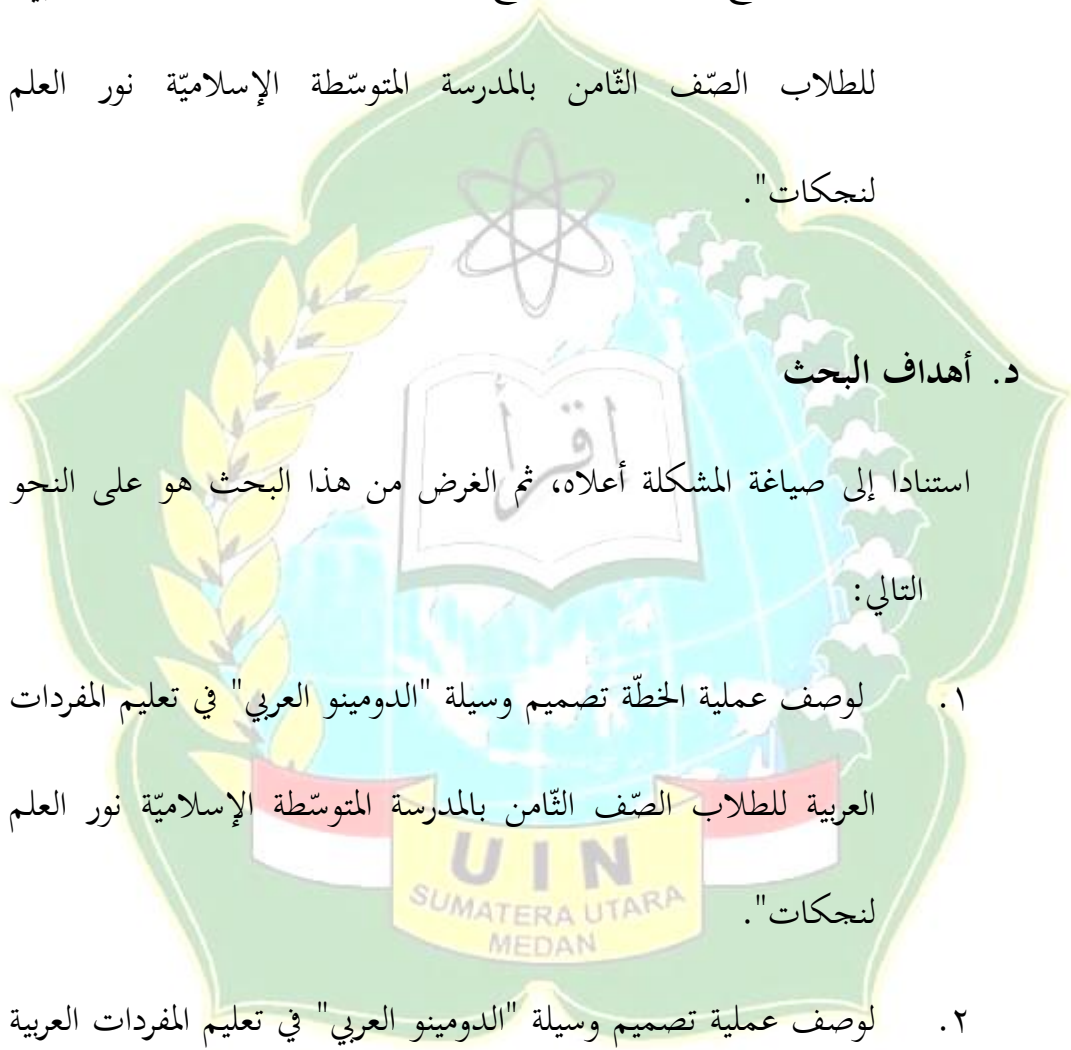 للطلاب الصّف الثّامن بالمدرسة المتوسّطة الإسلاميّة نور العلم
لنجكات".
د. أهداف البحث
اقرأ
استنادا إلى صياغة المشكلة أعلاه، ثم الغرض من هذا البحث هو على النحو
التالي:
١. لوصف عملية الخطّة تصميم وسيلة "الدومينو العربي" في تعليم المفردات
العربية للطلاب الصّف الثّامن بالمدرسة المتوسّطة الإسلاميّة نور العلم
لنجكات".
UIN
SUMATERA UTARA
MEDAN
٢. لوصف عملية تصميم وسيلة "الدومينو العربي" في تعليم المفردات العربية